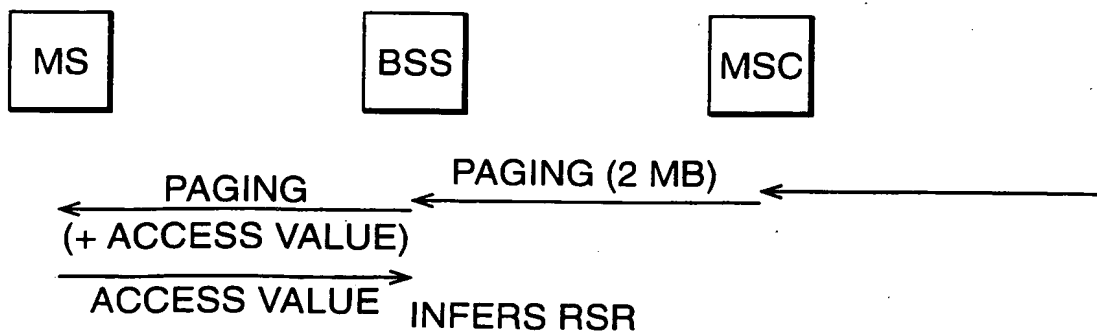 MS
BSS
MSC
PAGING
PAGING (2 MB)
(+ ACCESS VALUE)
ACCESS VALUE
INFERS RSR